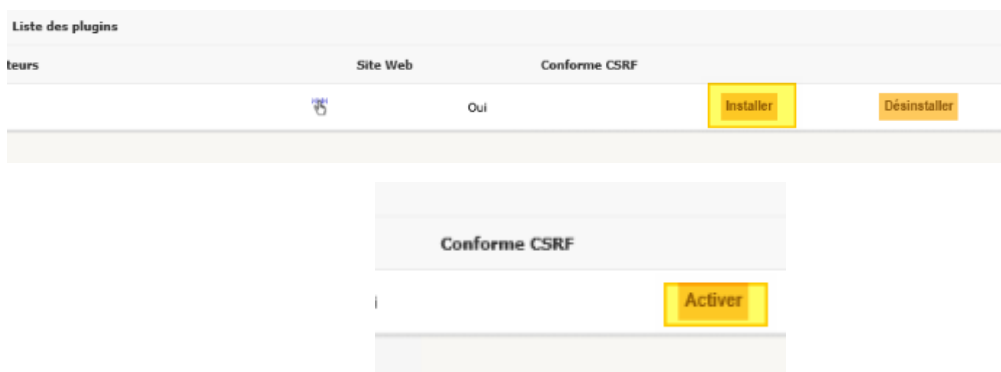 Liste des plugins
teurs Site Web Conforme CSRF
Oui Installer Désinstaller
Conforme CSRF
i Activer